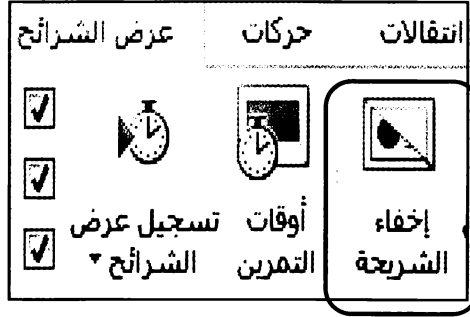 انتقالات حركات عرض الشرائح
إخفاء الشريحة
أوقات التمرين
تسجيل عرض الشرائح